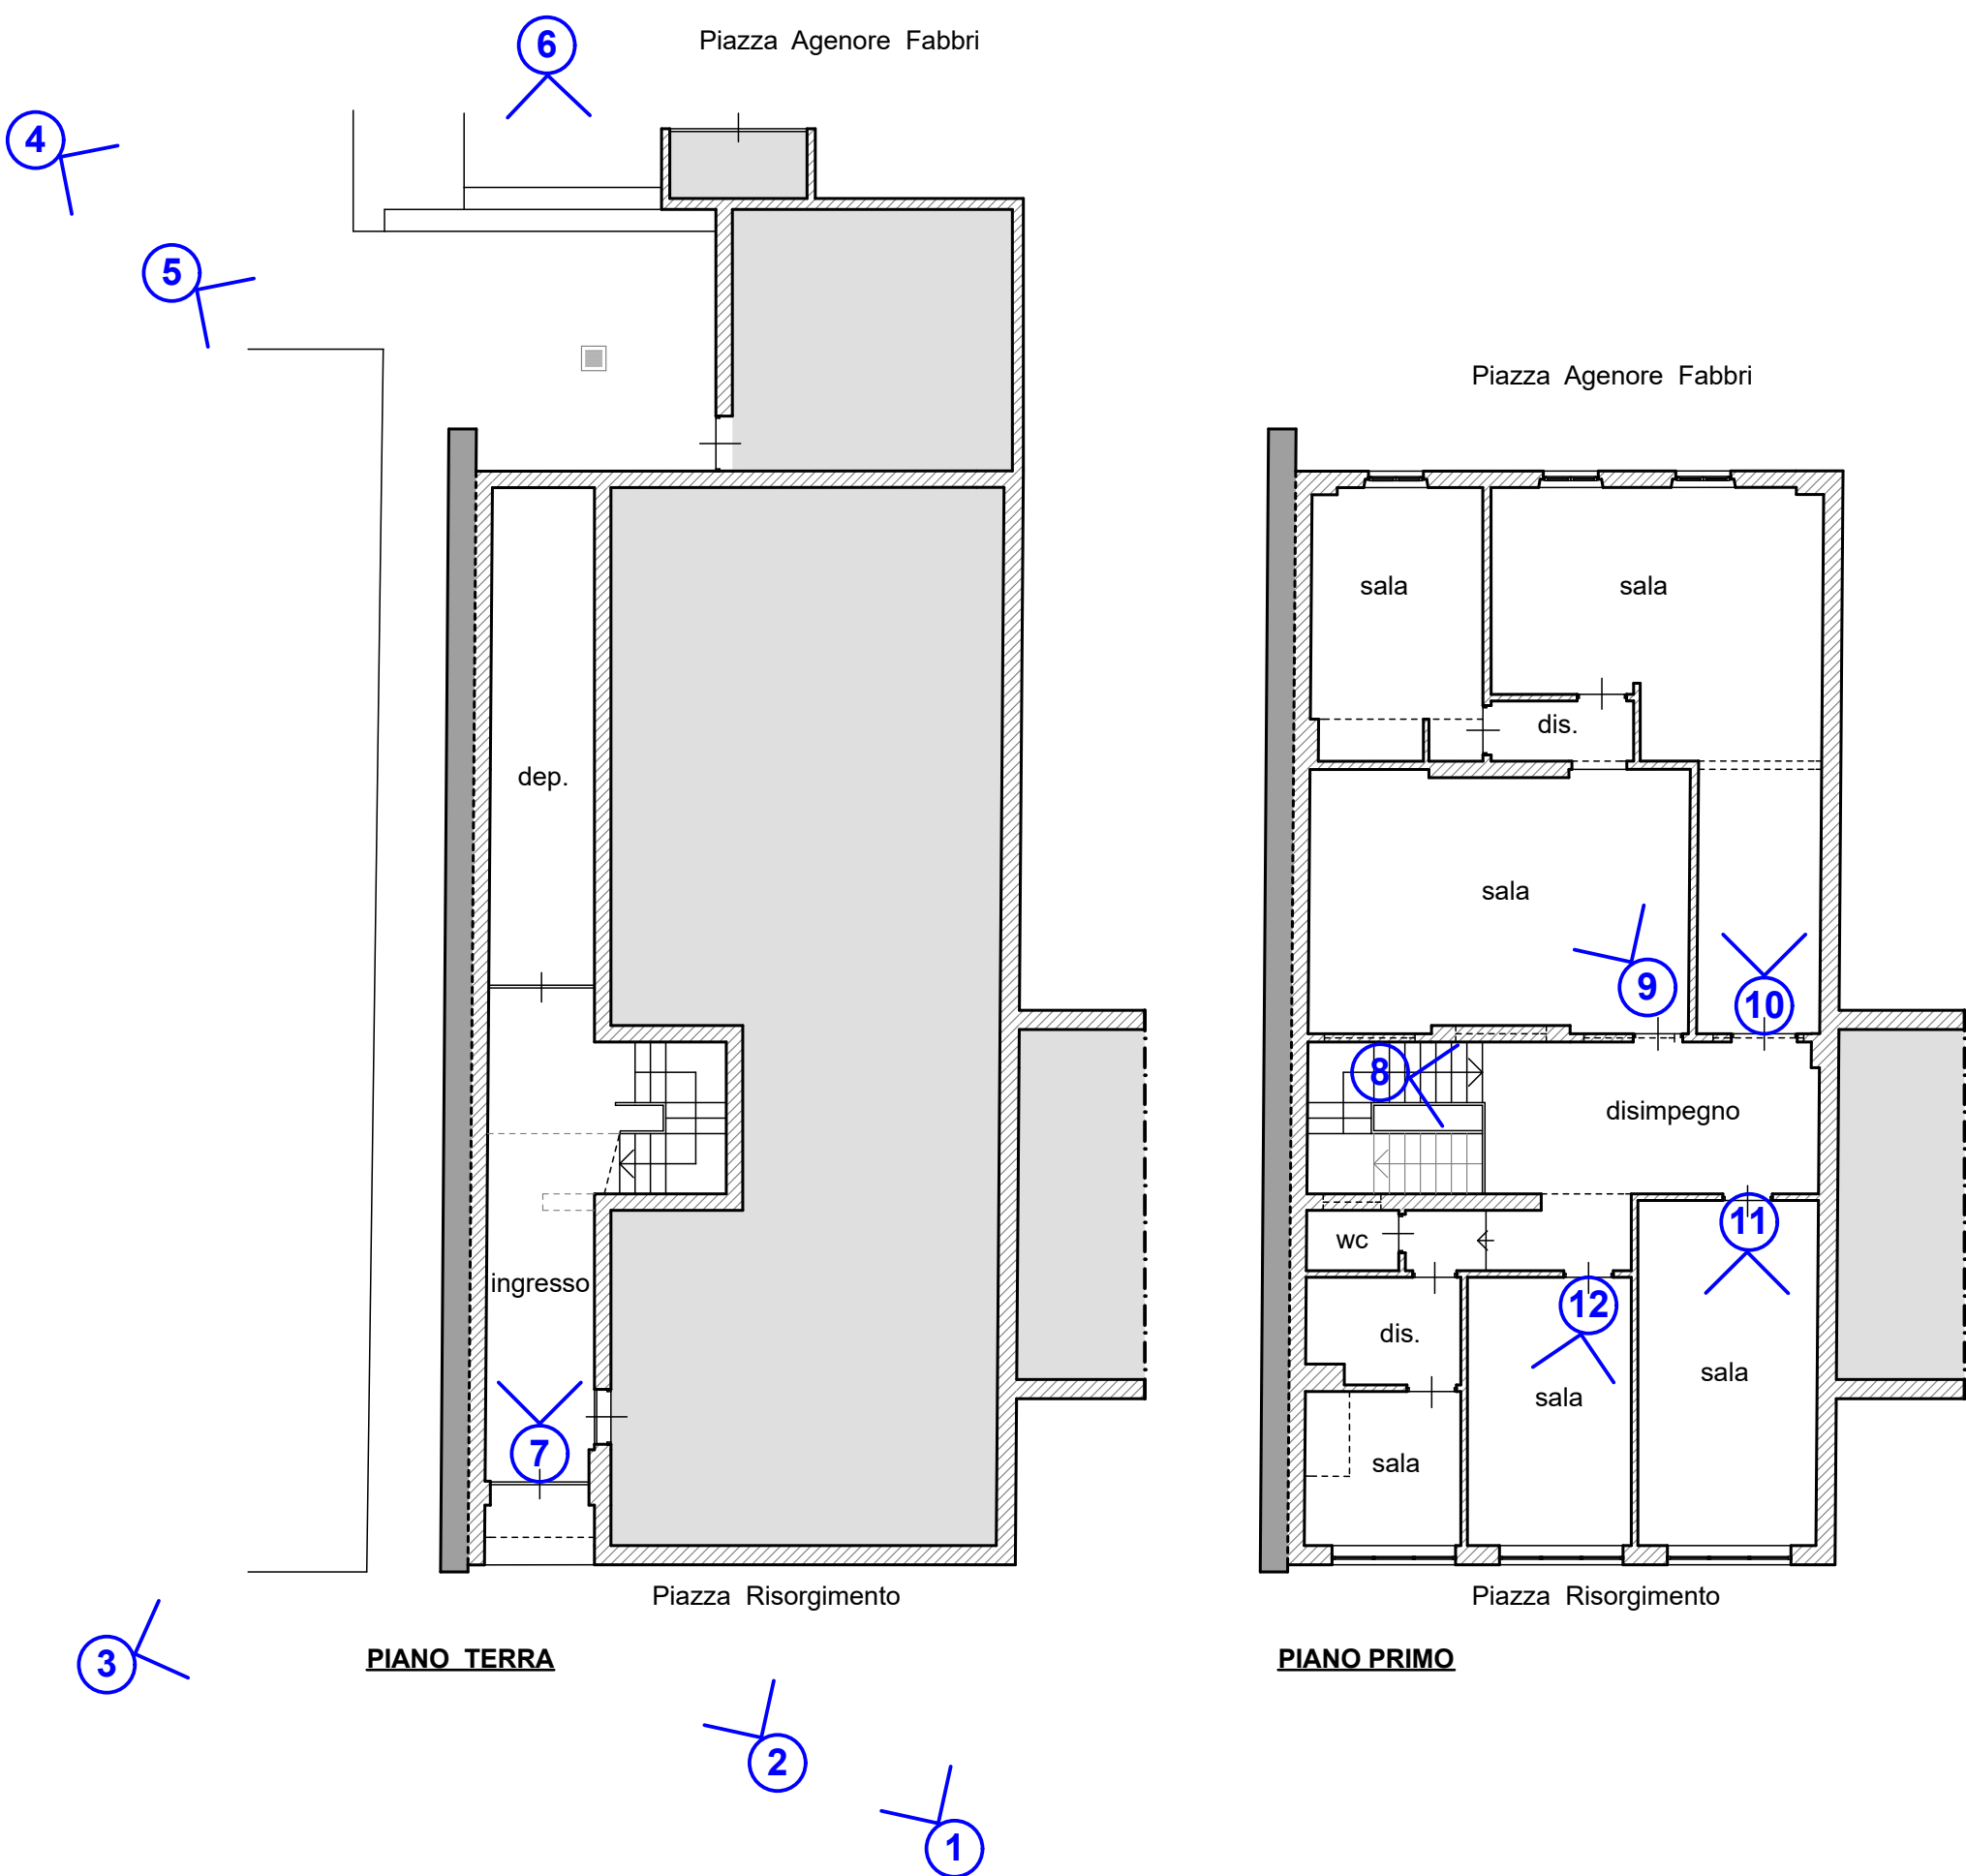 6
Piazza Agenore Fabbri
4
5
Piazza Agenore Fabbri
sala
sala
dis.
dep.
sala
9
10
8
disimpegno
11
wc
ingresso
12
dis.
sala
sala
7
sala
Piazza Risorgimento
Piazza Risorgimento
3
PIANO TERRA
PIANO PRIMO
2
1